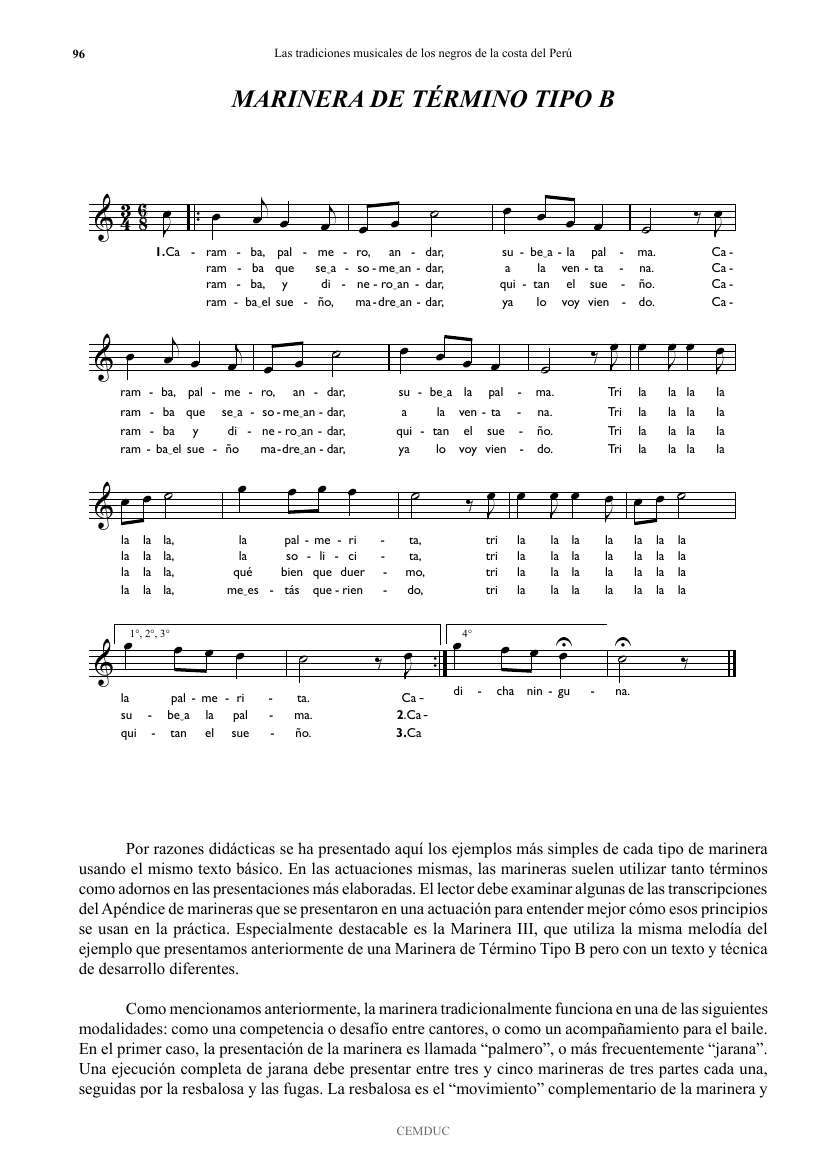 96
Las tradiciones musicales de los negros de la costa del Perú
MARINERA DE TÉRMINO TIPO B
3 6
4 8
1.Ca - ram - ba, pal - me - ro, an - dar, su - be_a - la pal - ma. Ca -
ram - ba que se_a - so - me_an - dar, a la ven - ta - na. Ca -
ram - ba, y di - ne - ro_an - dar, qui - tan el sue - ño. Ca -
ram - ba_el sue - ño, ma - dre_an - dar, ya lo voy vien - do. Ca -
ram - ba, pal - me - ro, an - dar, su - be_a la pal - ma. Tri la la la la
ram - ba que se_a - so - me_an - dar, a la ven - ta - na. Tri la la la la
ram - ba y di - ne - ro_an - dar, qui - tan el sue - ño. Tri la la la la
ram - ba_el sue - ño ma - dre_an - dar, ya lo voy vien - do. Tri la la la la
la la la, la pal - me - ri - ta, tri la la la la la la la
la la la, la so - li - ci - ta, tri la la la la la la la
la la la, qué bien que duer - mo, tri la la la la la la la
la la la, me_es - tás que - rien - do, tri la la la la la la la
1°, 2°, 3° 4°
la pal - me - ri - ta. Ca - di - cha nin - gu - na.
su - be_a la pal - ma. 2.Ca -
qui - tan el sue - ño. 3.Ca
Por razones didácticas se ha presentado aquí los ejemplos más simples de cada tipo de marinera
usando el mismo texto básico. En las actuaciones mismas, las marineras suelen utilizar tanto términos
como adornos en las presentaciones más elaboradas. El lector debe examinar algunas de las transcripciones
del Apéndice de marineras que se presentaron en una actuación para entender mejor cómo esos principios
se usan en la práctica. Especialmente destacable es la Marinera III, que utiliza la misma melodía del
ejemplo que presentamos anteriormente de una Marinera de Término Tipo B pero con un texto y técnica
de desarrollo diferentes.
Como mencionamos anteriormente, la marinera tradicionalmente funciona en una de las siguientes
modalidades: como una competencia o desafío entre cantores, o como un acompañamiento para el baile.
En el primer caso, la presentación de la marinera es llamada “palmero”, o más frecuentemente “jarana”.
Una ejecución completa de jarana debe presentar entre tres y cinco marineras de tres partes cada una,
seguidas por la resbalosa y las fugas. La resbalosa es el “movimiento” complementario de la marinera y
CEMDUC